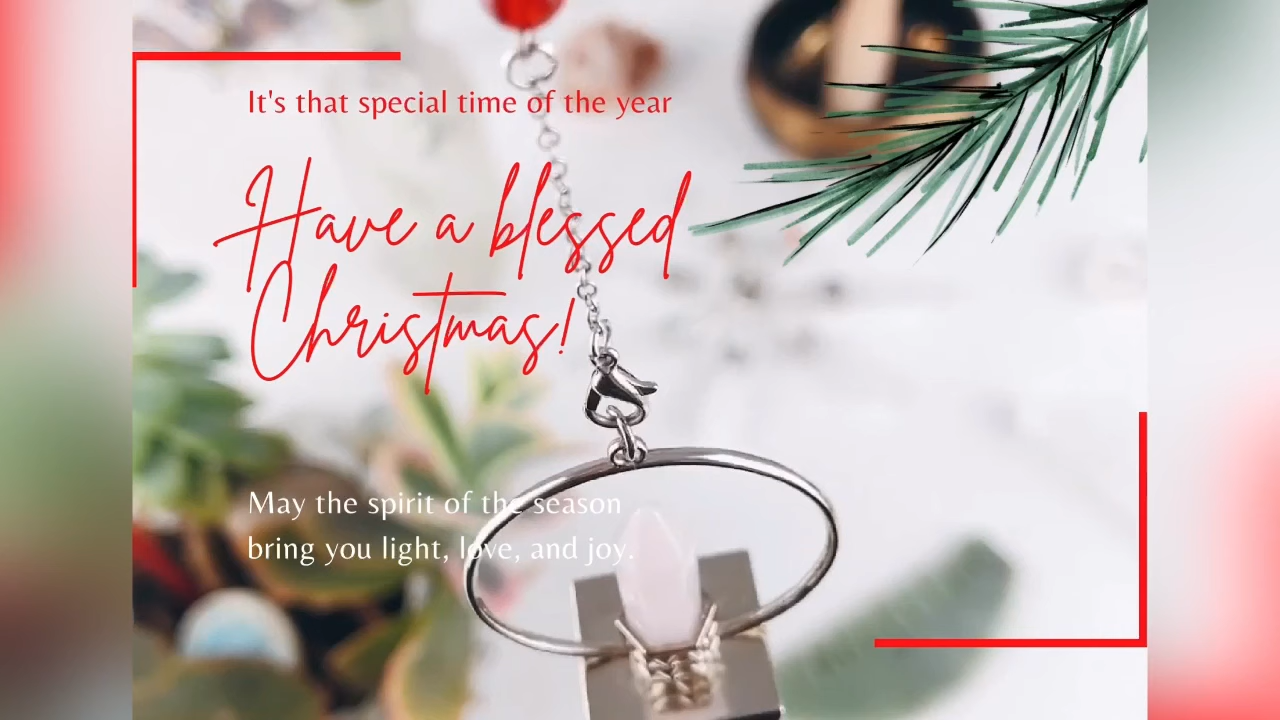 It's that special time of the year
Have a blessed
Christmas!
May the spirit of the season
bring you light, love, and joy.